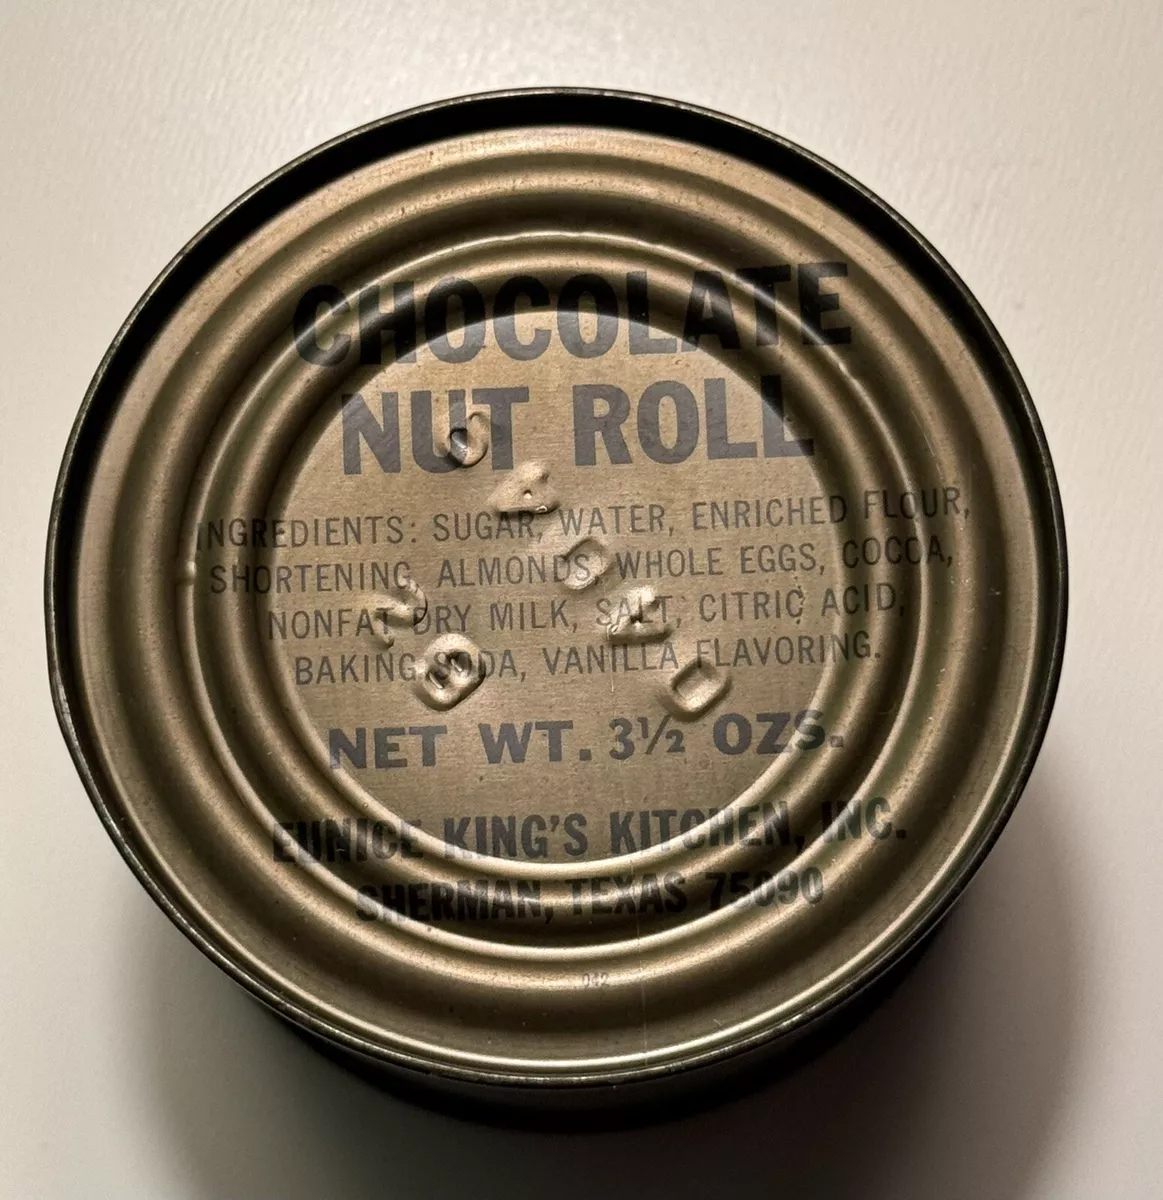 CHOCOLATE
NUT ROLL
INGREDIENTS: SUGAR, WATER, ENRICHED FLOUR,
SHORTENING, ALMONDS, WHOLE EGGS, COCOA,
NONFAT DRY MILK, SALT, CITRIC ACID,
BAKING SODA, VANILLA FLAVORING.
NET WT. 3½ OZS.
EUNICE KING'S KITCHEN, INC.
SHERMAN, TEXAS 75090